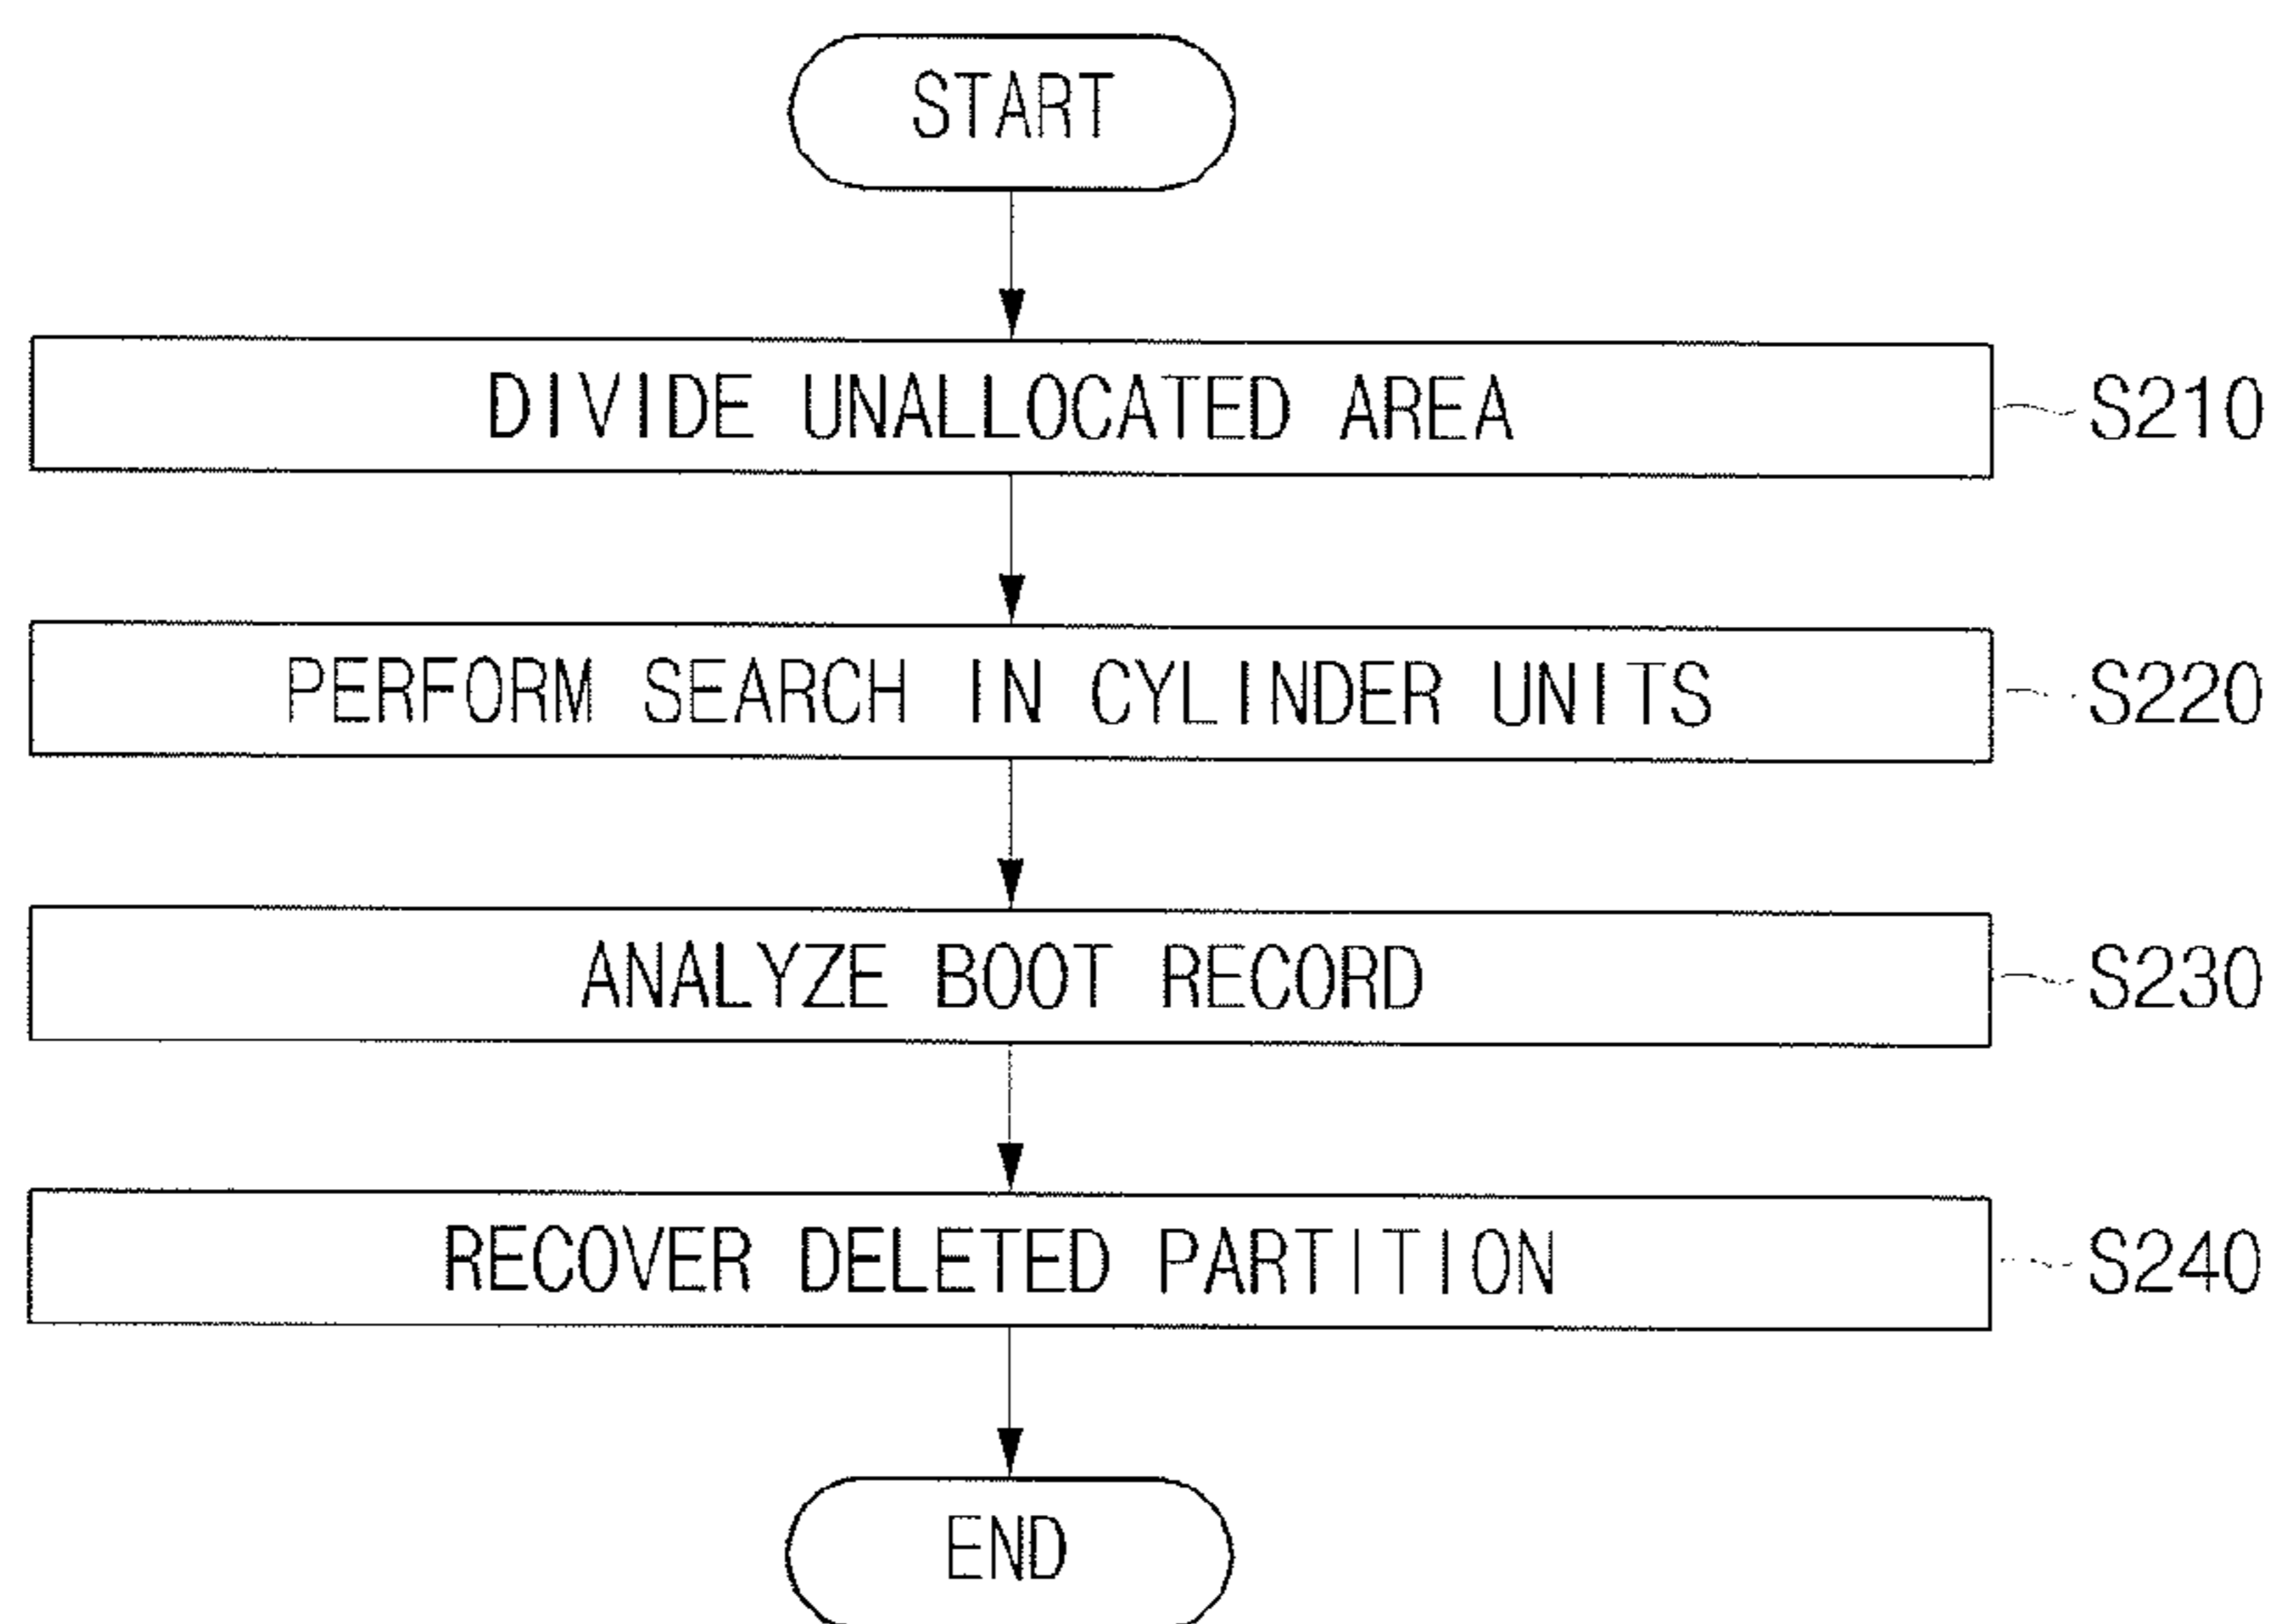 START
DIVIDE UNALLOCATED AREA S210
PERFORM SEARCH IN CYLINDER UNITS S220
ANALYZE BOOT RECORD S230
RECOVER DELETED PARTITION S240
END